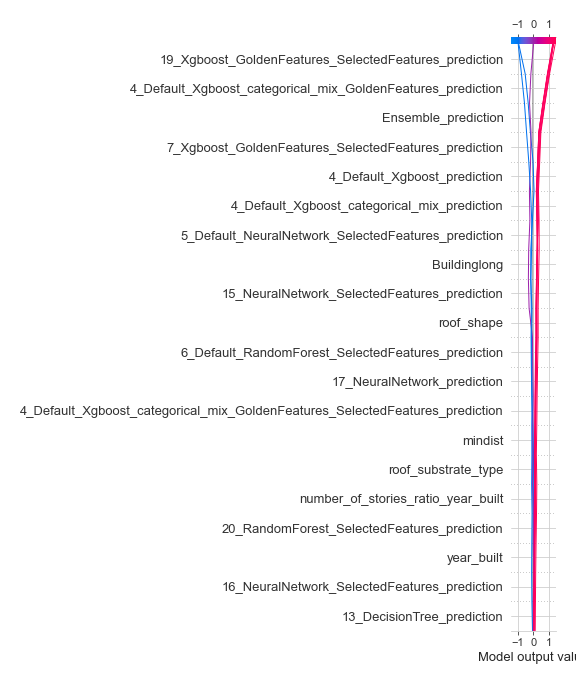 −1 0 1
19_Xgboost_GoldenFeatures_SelectedFeatures_prediction
4_Default_Xgboost_categorical_mix_GoldenFeatures_prediction
Ensemble_prediction
7_Xgboost_GoldenFeatures_SelectedFeatures_prediction
4_Default_Xgboost_prediction
4_Default_Xgboost_categorical_mix_prediction
5_Default_NeuralNetwork_SelectedFeatures_prediction
Buildinglong
15_NeuralNetwork_SelectedFeatures_prediction
roof_shape
6_Default_RandomForest_SelectedFeatures_prediction
17_NeuralNetwork_prediction
4_Default_Xgboost_categorical_mix_GoldenFeatures_SelectedFeatures_prediction
mindist
roof_substrate_type
number_of_stories_ratio_year_built
20_RandomForest_SelectedFeatures_prediction
year_built
16_NeuralNetwork_SelectedFeatures_prediction
13_DecisionTree_prediction
−1 0 1
Model output valu